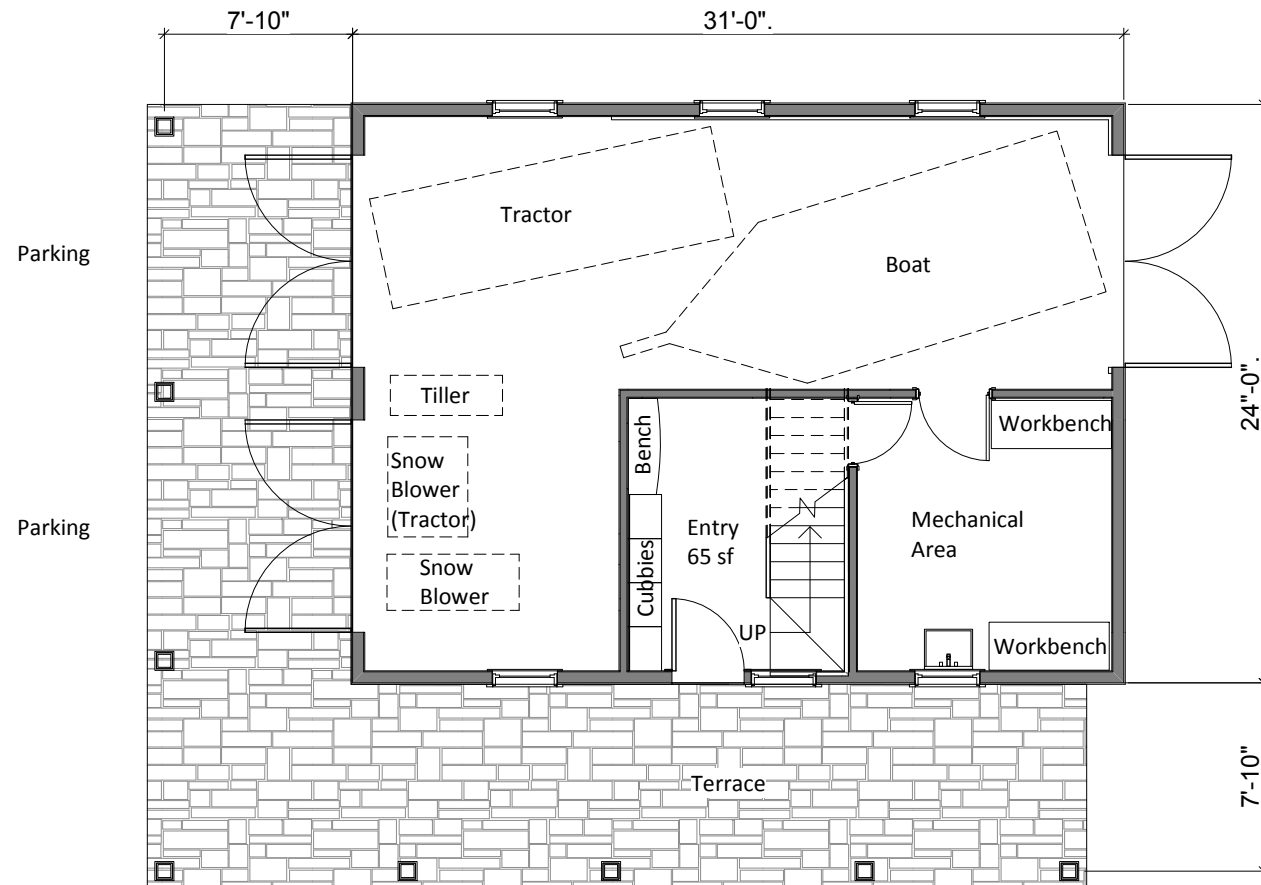 7'-10"
31'-0".
Parking
Tractor
Boat
24"-0".
Tiller
Bench
Workbench
Snow
Blower
(Tractor)
Parking
Entry
65 sf
Mechanical
Area
Cubbies
Snow
Blower
UP
Workbench
Terrace
7'-10"